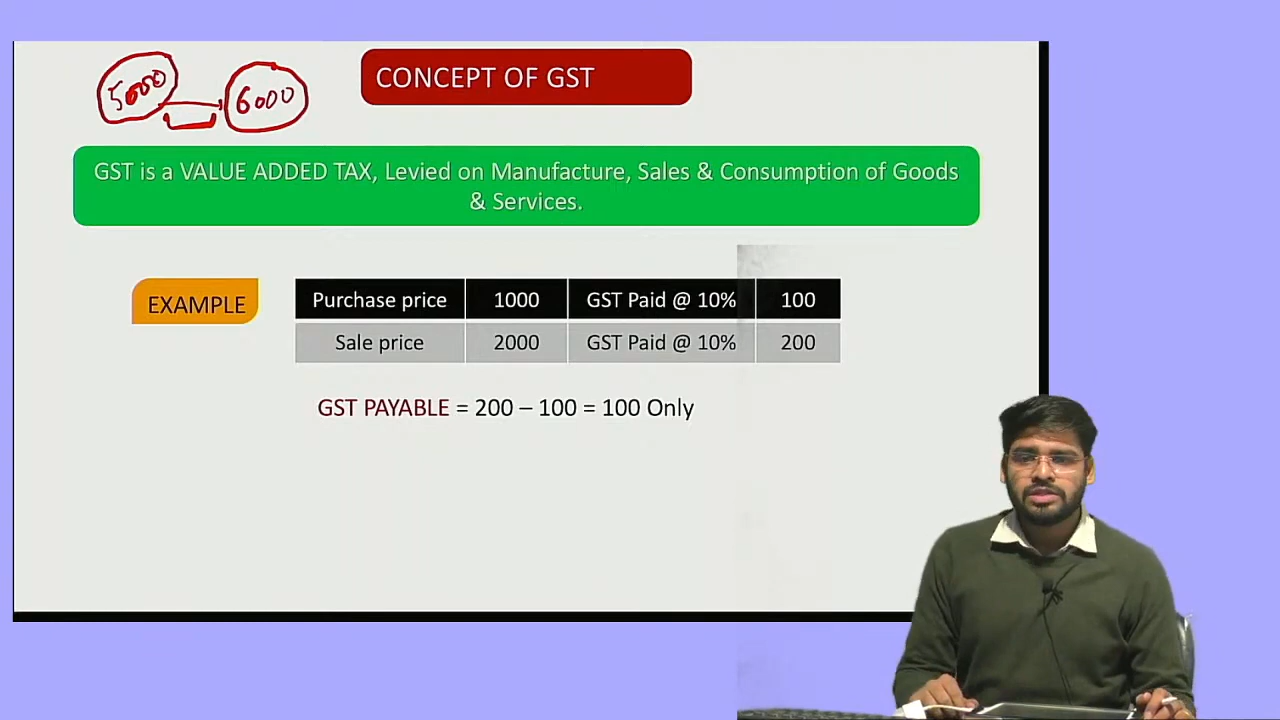 5000 6000
CONCEPT OF GST
GST is a VALUE ADDED TAX, Levied on Manufacture, Sales & Consumption of Goods
& Services.
EXAMPLE
Purchase price 1000 GST Paid @ 10% 100
Sale price 2000 GST Paid @ 10% 200
GST PAYABLE = 200 – 100 = 100 Only